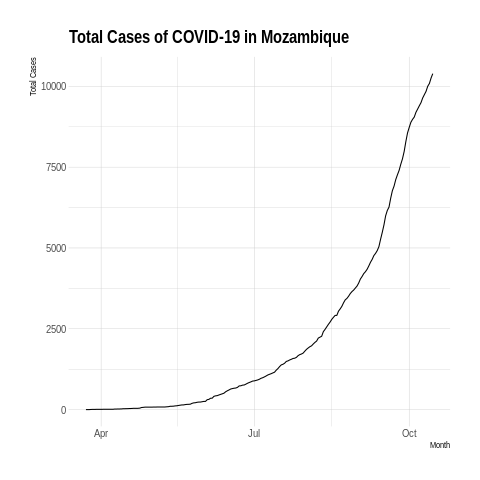 Total Cases of COVID-19 in Mozambique
Total Cases
10000
7500
5000
2500
0
Apr
Jul
Oct
Month